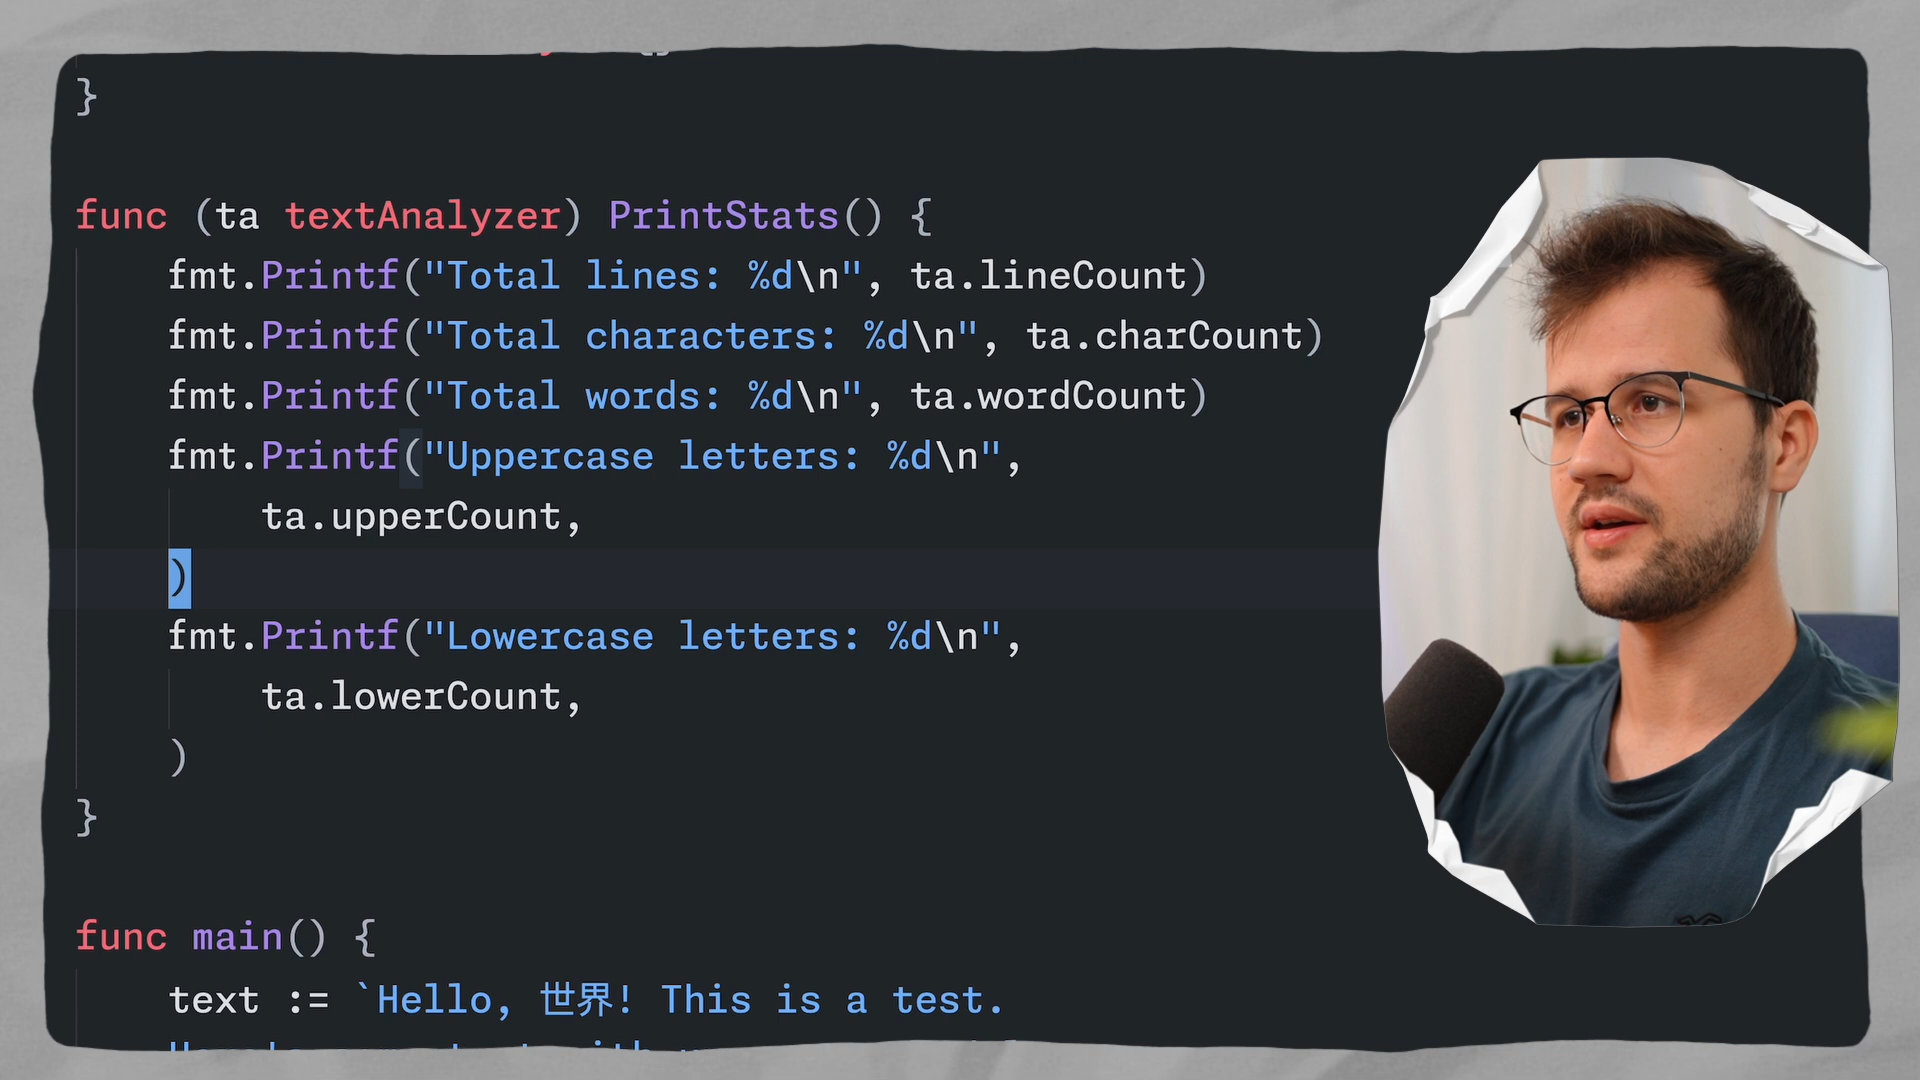 }
func (ta textAnalyzer) PrintStats() {
fmt.Printf("Total lines: %d\n", ta.lineCount)
fmt.Printf("Total characters: %d\n", ta.charCount)
fmt.Printf("Total words: %d\n", ta.wordCount)
fmt.Printf("Uppercase letters: %d\n",
ta.upperCount,
)
fmt.Printf("Lowercase letters: %d\n",
ta.lowerCount,
)
}
func main() {
text := `Hello, 世界! This is a test.